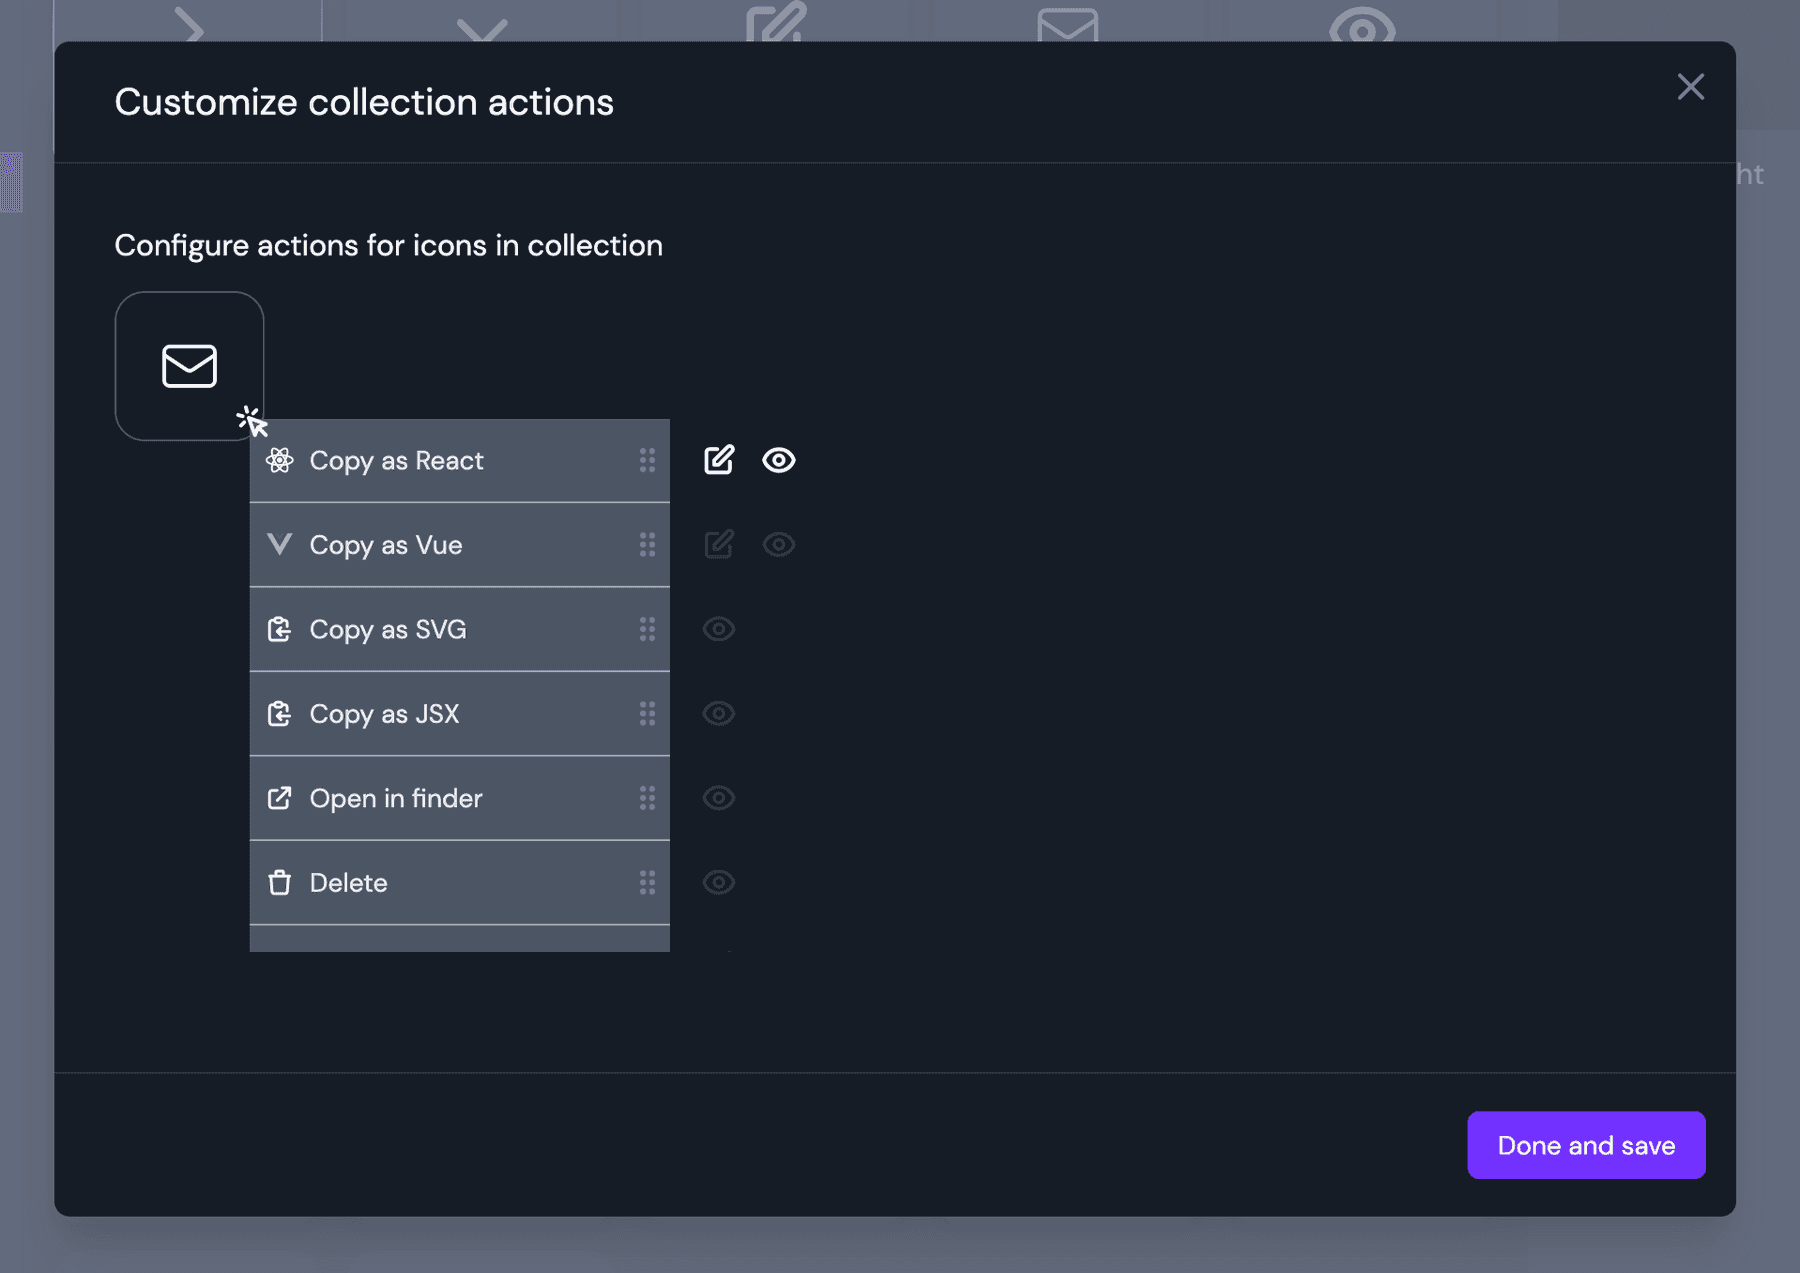 Customize collection actions
ht
Configure actions for icons in collection
Copy as React
Copy as Vue
Copy as SVG
Copy as JSX
Open in finder
Delete
Done and save